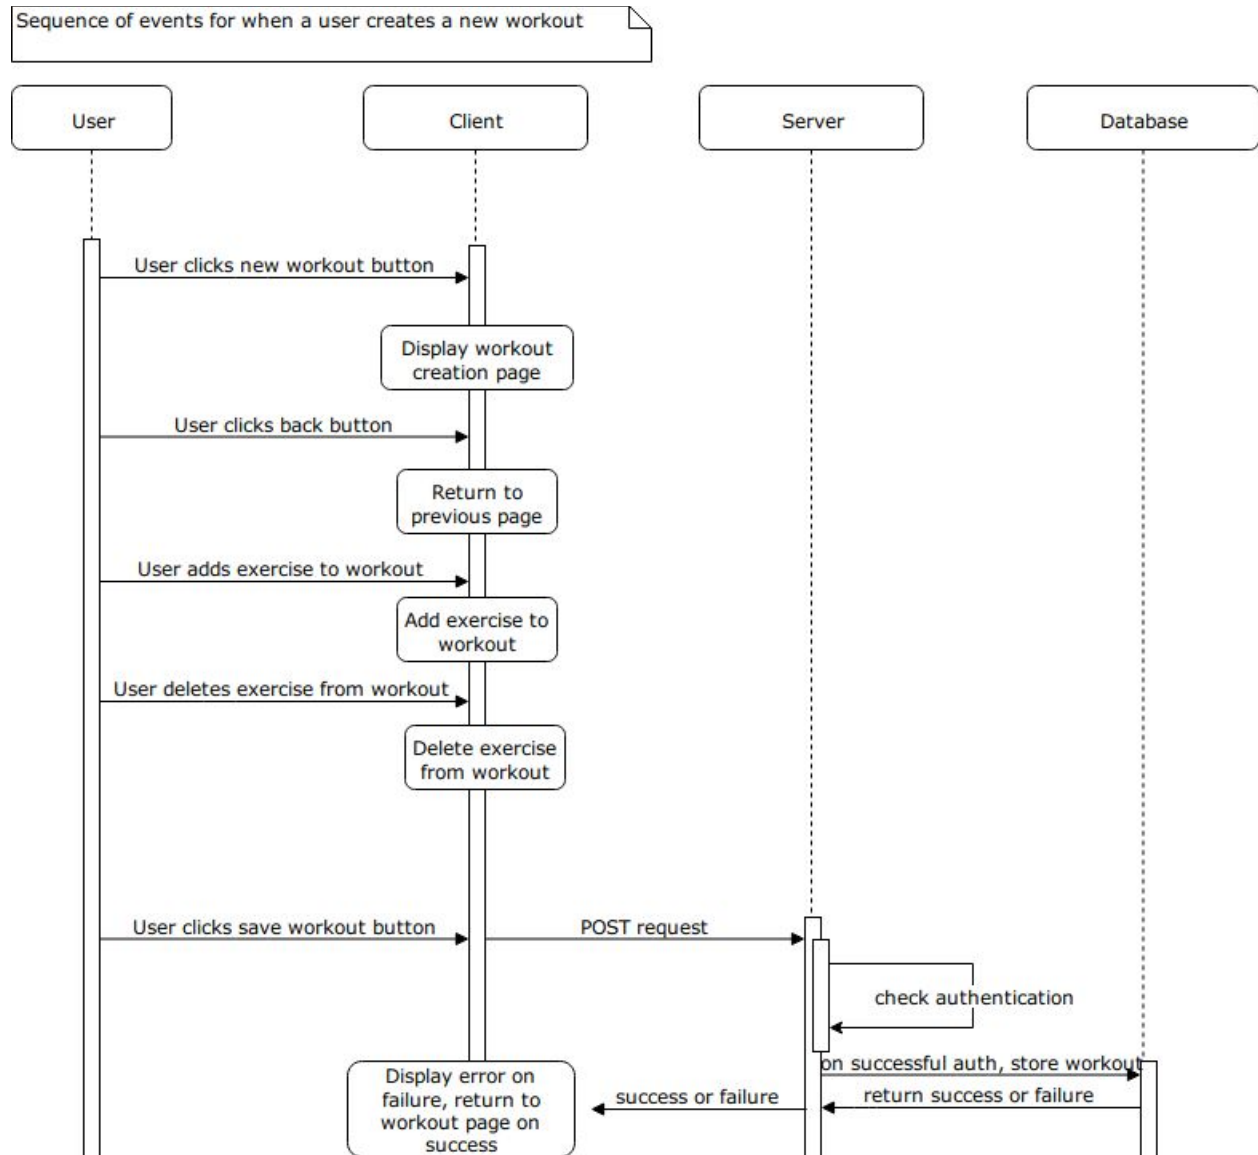 Sequence of events for when a user creates a new workout
User
Client
Server
Database
User clicks new workout button
Display workout
creation page
User clicks back button
Return to
previous page
User adds exercise to workout
Add exercise to
workout
User deletes exercise from workout
Delete exercise
from workout
User clicks save workout button
POST request
check authentication
on successful auth, store workout
return success or failure
success or failure
Display error on
failure, return to
workout page on
success